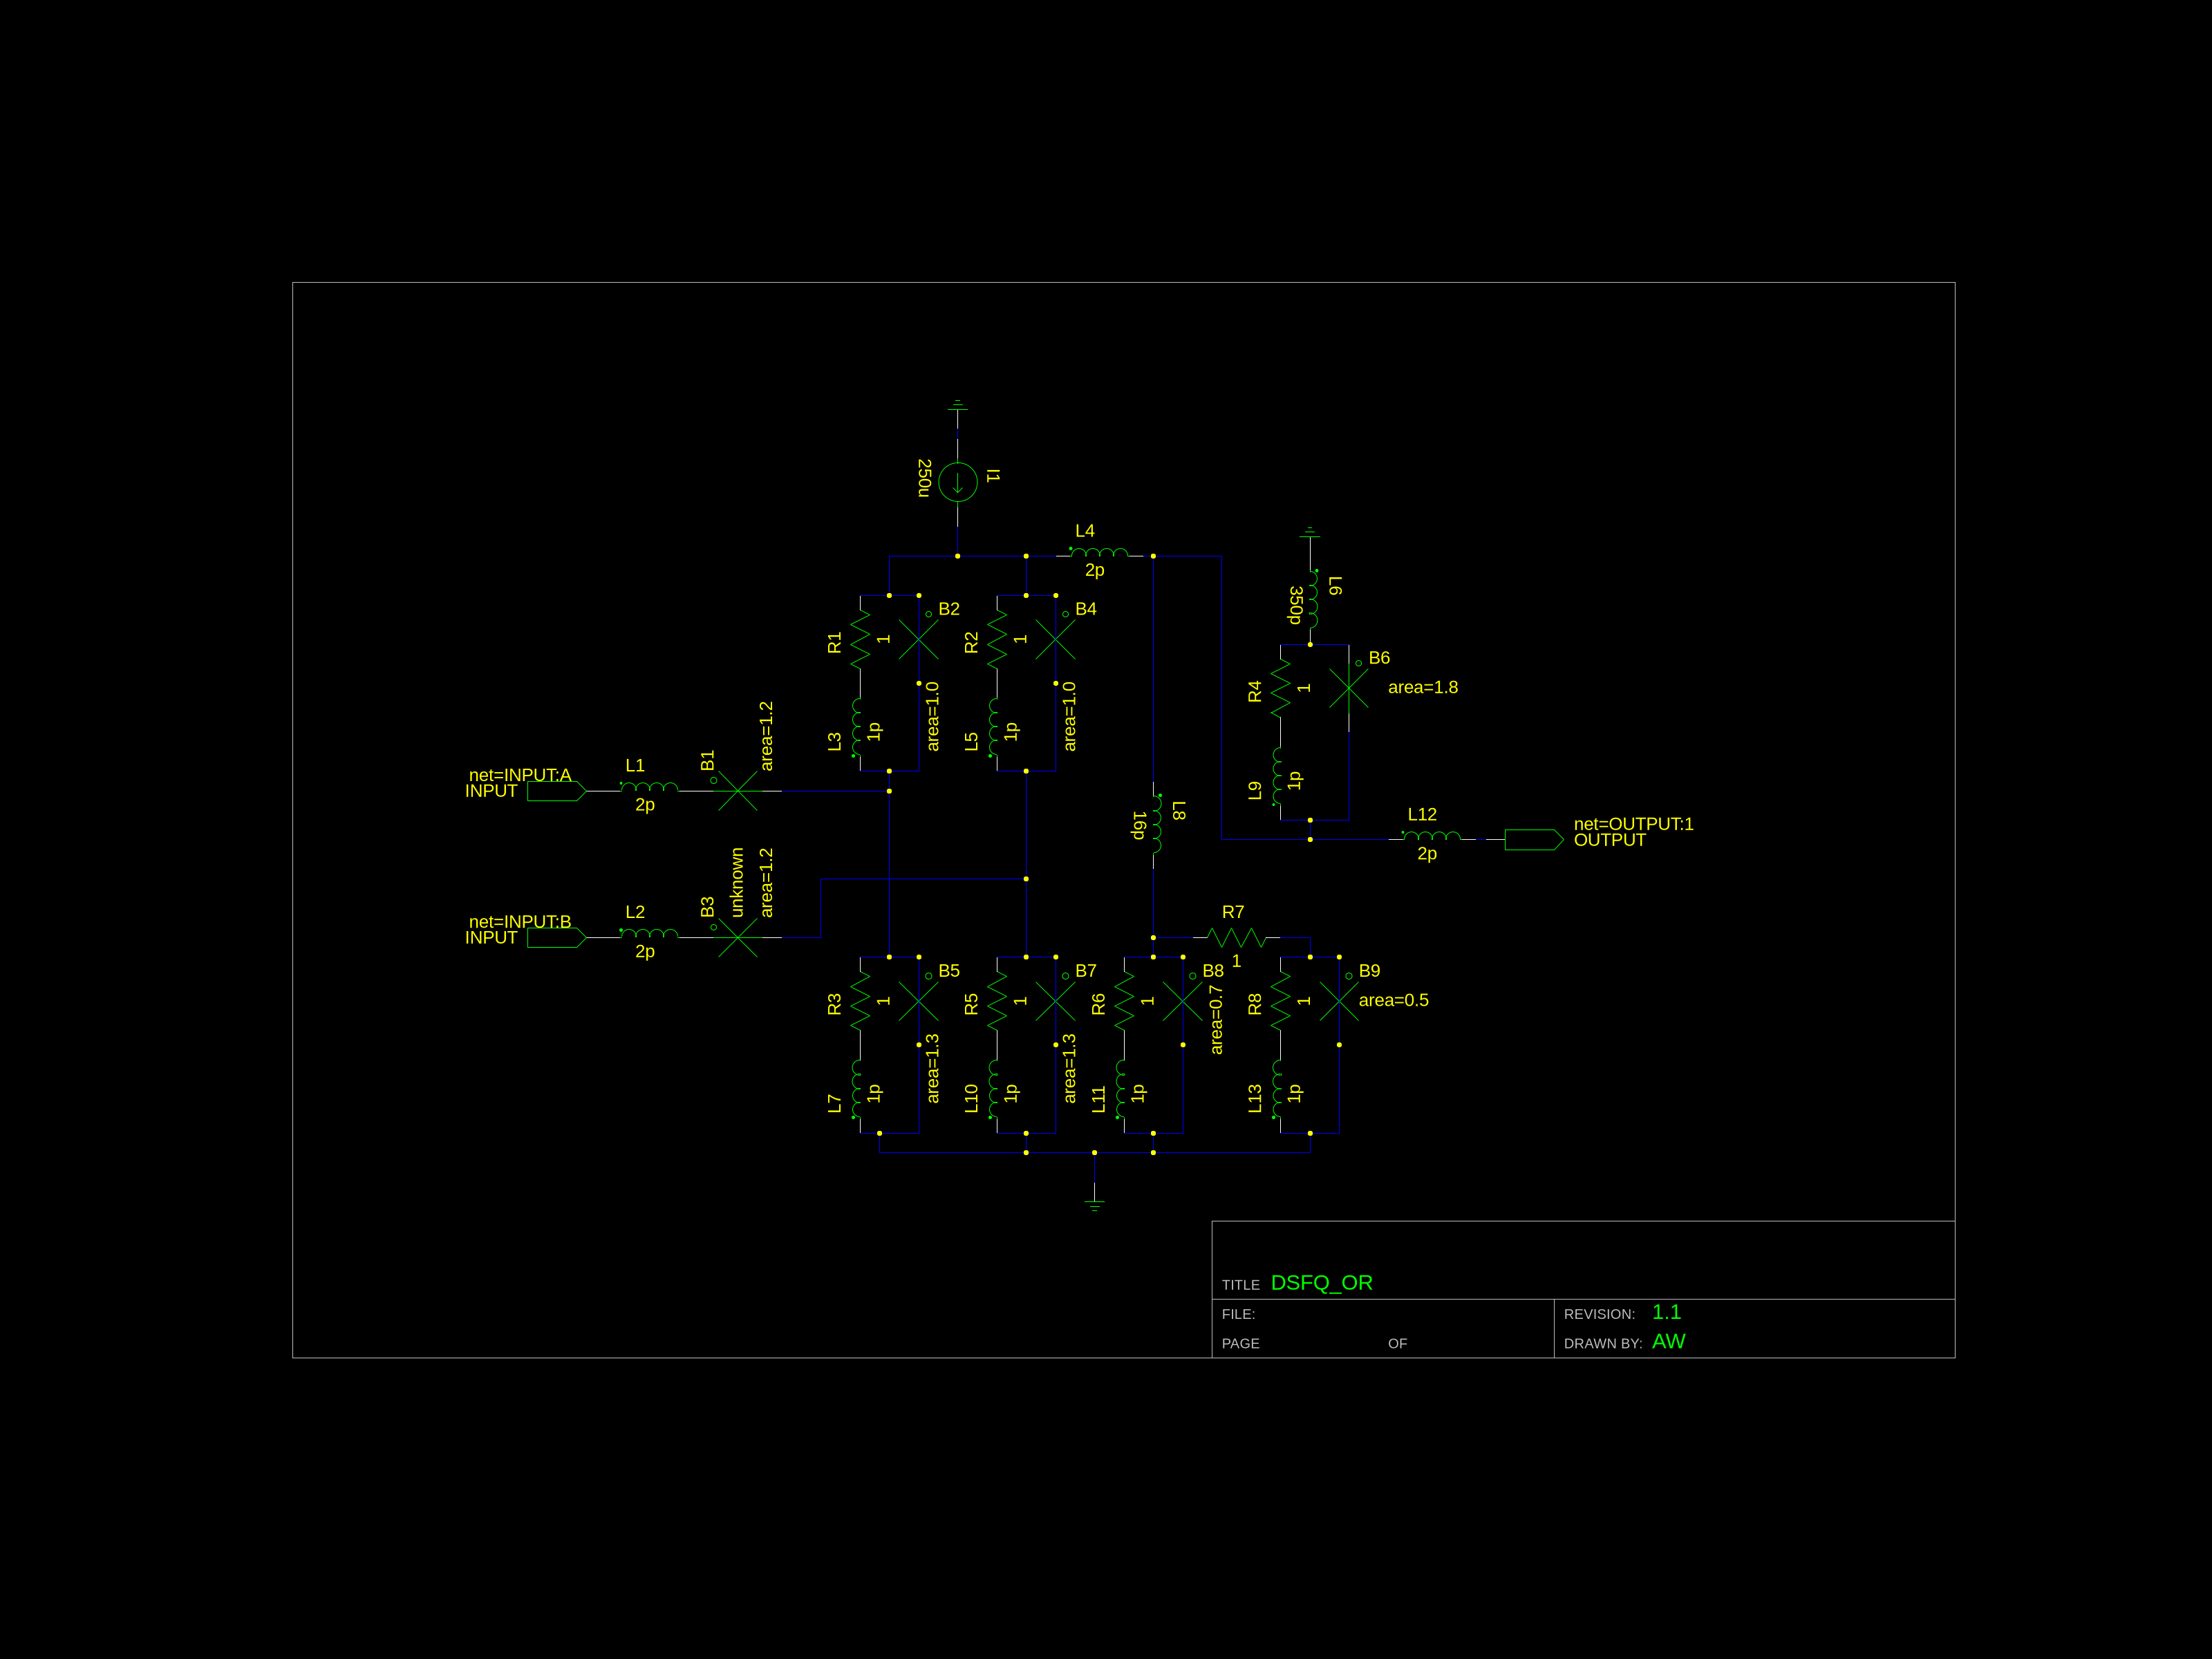 I1
250u
L4
2p
L6
350p
R1
1
B2
R2
1
B4
L3
1p
area=1.0
L5
1p
area=1.0
R4
1
B6
area=1.8
L9
1p
net=INPUT:A
INPUT
L1
2p
B1
area=1.2
L8
16p
L12
2p
net=OUTPUT:1
OUTPUT
net=INPUT:B
INPUT
L2
2p
B3
unknown
area=1.2
R7
1
R3
1
B5
L7
1p
area=1.3
R5
1
B7
L10
1p
area=1.3
R6
1
B8
area=0.7
L11
1p
R8
1
B9
area=0.5
L13
1p
TITLE DSFQ_OR
FILE:
REVISION: 1.1
PAGE OF
DRAWN BY: AW